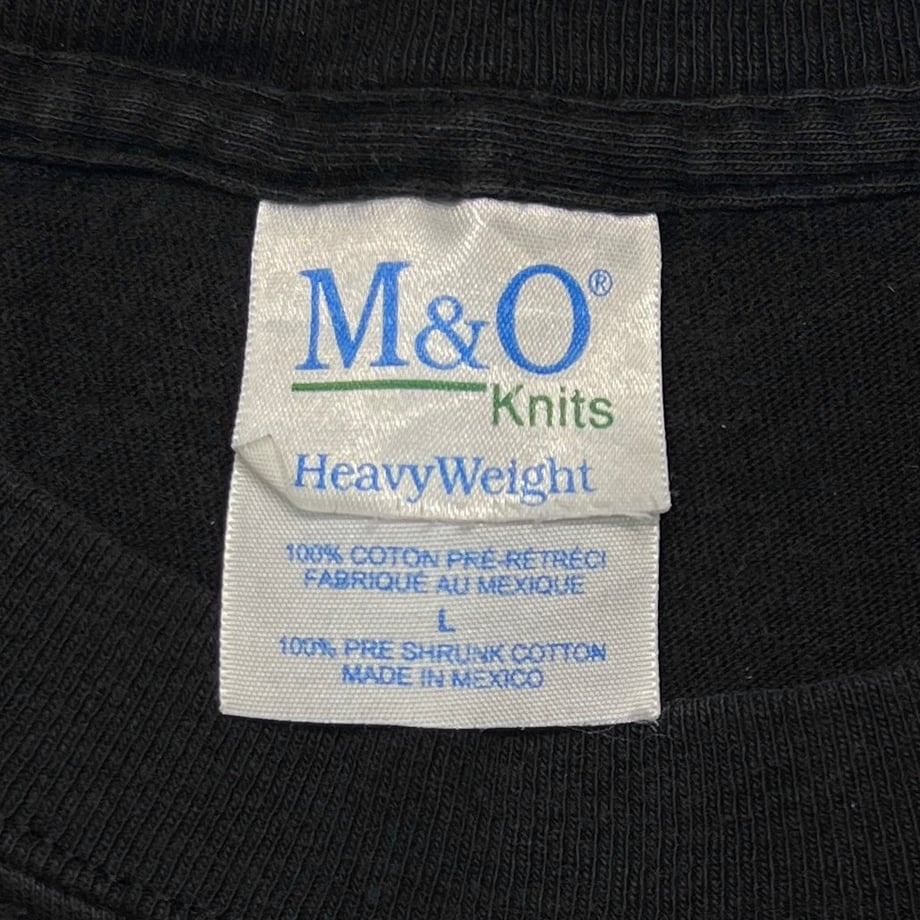 M&O®
Knits
HeavyWeight
100% COTON PRÉ-RÉTRÉCI
FABRIQUÉ AU MEXIQUE
L
100% PRE SHRUNK COTTON
MADE IN MEXICO